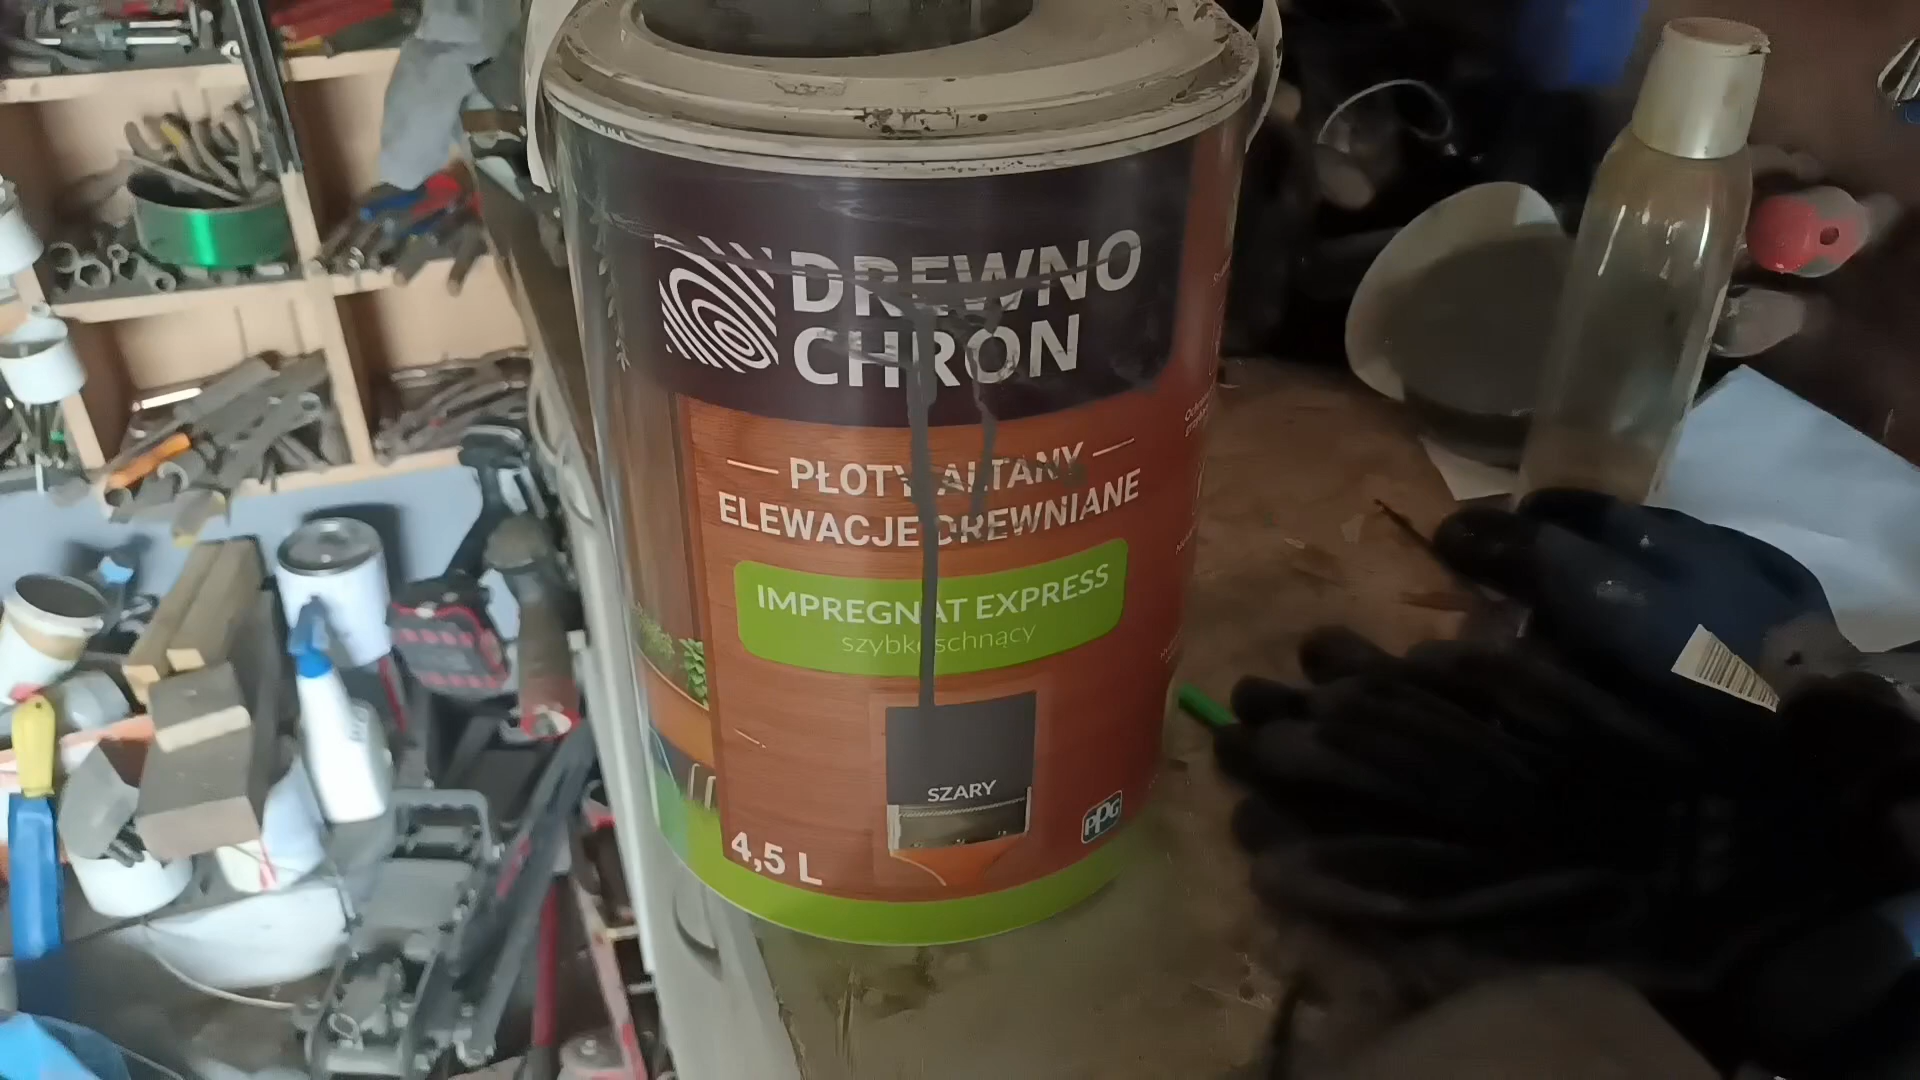 DREWNO
CHRON
PŁOTY ALTANY
ELEWACJE DREWNIANE
IMPREGNAT EXPRESS
szybkoschnący
SZARY
4,5 L
PPG